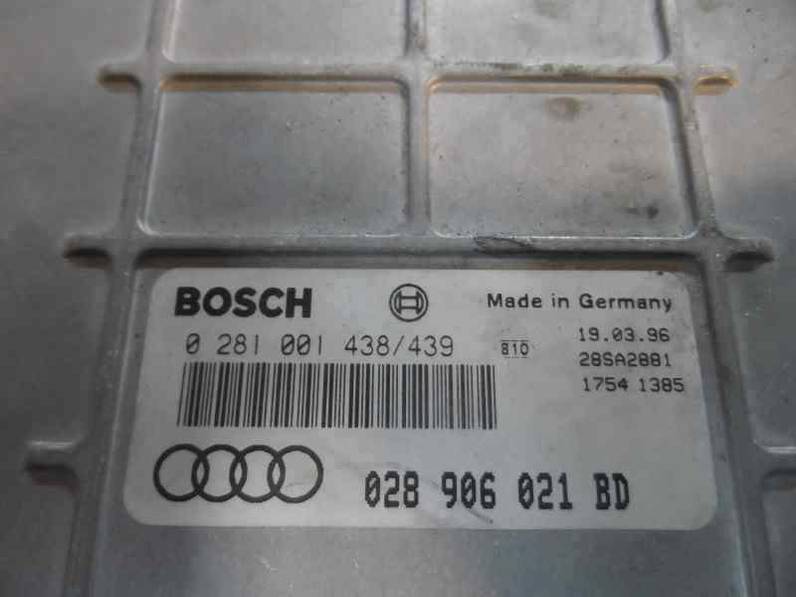 BOSCH Made in Germany
0 281 001 438/439 810 19.03.96
28SA2881
1754 1385
028 906 021 BD